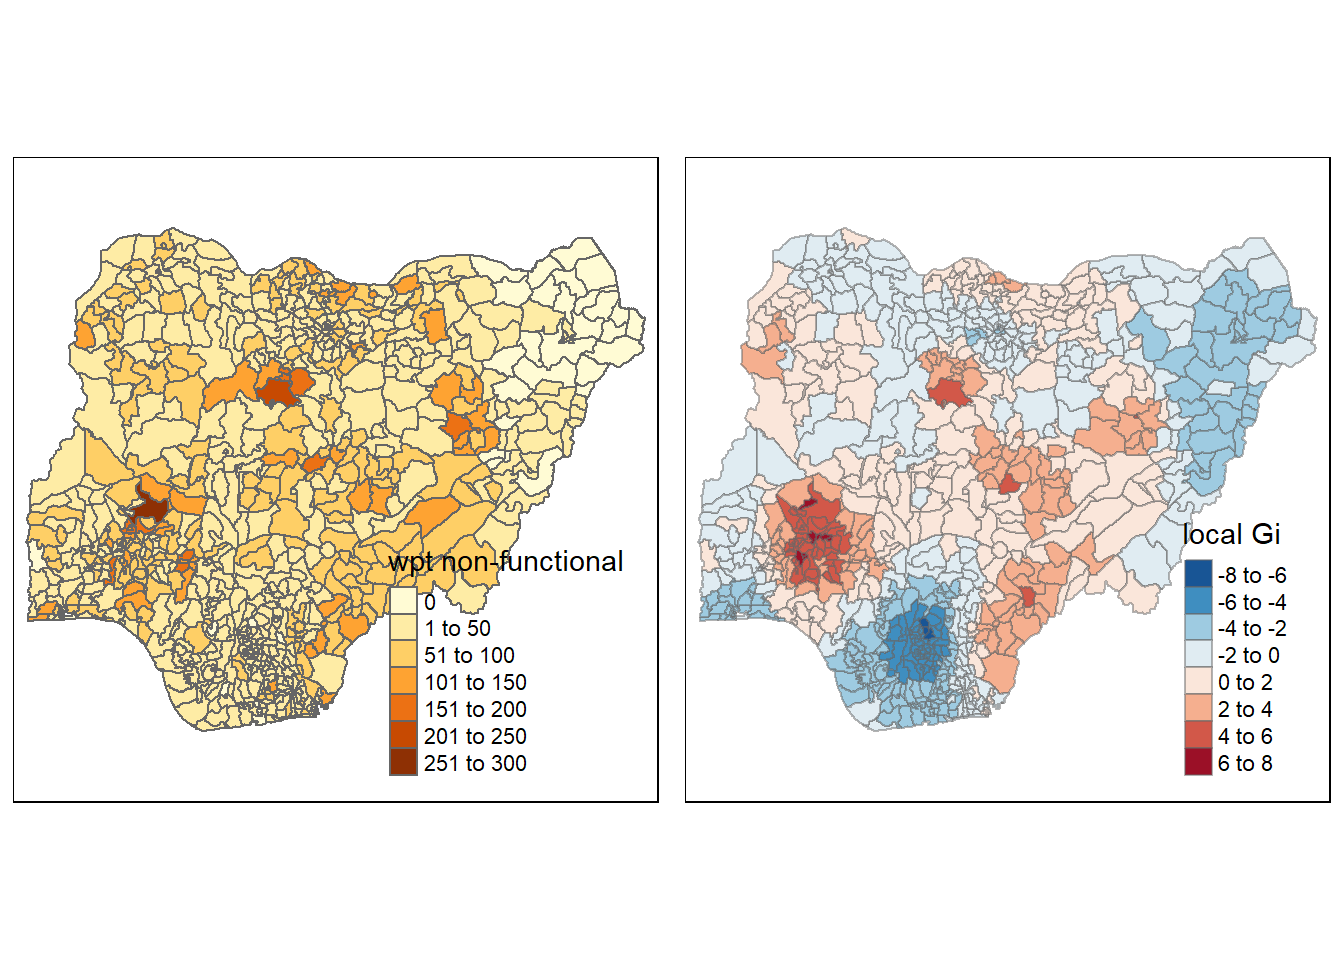 wpt non-functional
0
1 to 50
51 to 100
101 to 150
151 to 200
201 to 250
251 to 300
local Gi
-8 to -6
-6 to -4
-4 to -2
-2 to 0
0 to 2
2 to 4
4 to 6
6 to 8